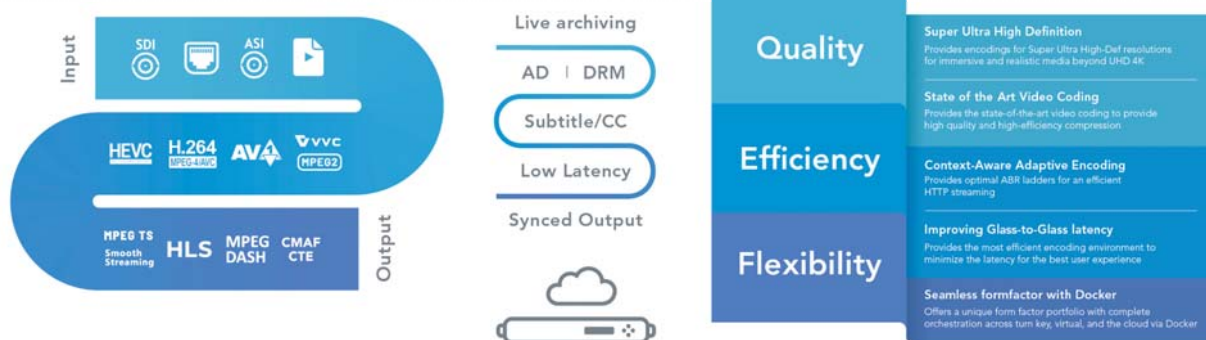 Input
SDI
ASI
HEVC
H.264
MPEG-4/AVC
AV1
VVC
MPEG2
MPEG TS
Smooth
Streaming
HLS
MPEG
DASH
CMAF
CTE
Output
Live archiving
AD | DRM
Subtitle/CC
Low Latency
Synced Output
Quality
Super Ultra High Definition
Provides encodings for Super Ultra High-Def resolutions
for immersive and realistic media beyond UHD 4K
State of the Art Video Coding
Provides the state-of-the-art video coding to provide
high quality and high-efficiency compression
Efficiency
Context-Aware Adaptive Encoding
Provides optimal ABR ladders for an efficient
HTTP streaming
Improving Glass-to-Glass latency
Provides the most efficient encoding environment to
minimize the latency for the best user experience
Flexibility
Seamless formfactor with Docker
Offers a unique form factor portfolio with complete
orchestration across turn key, virtual, and the cloud via Docker